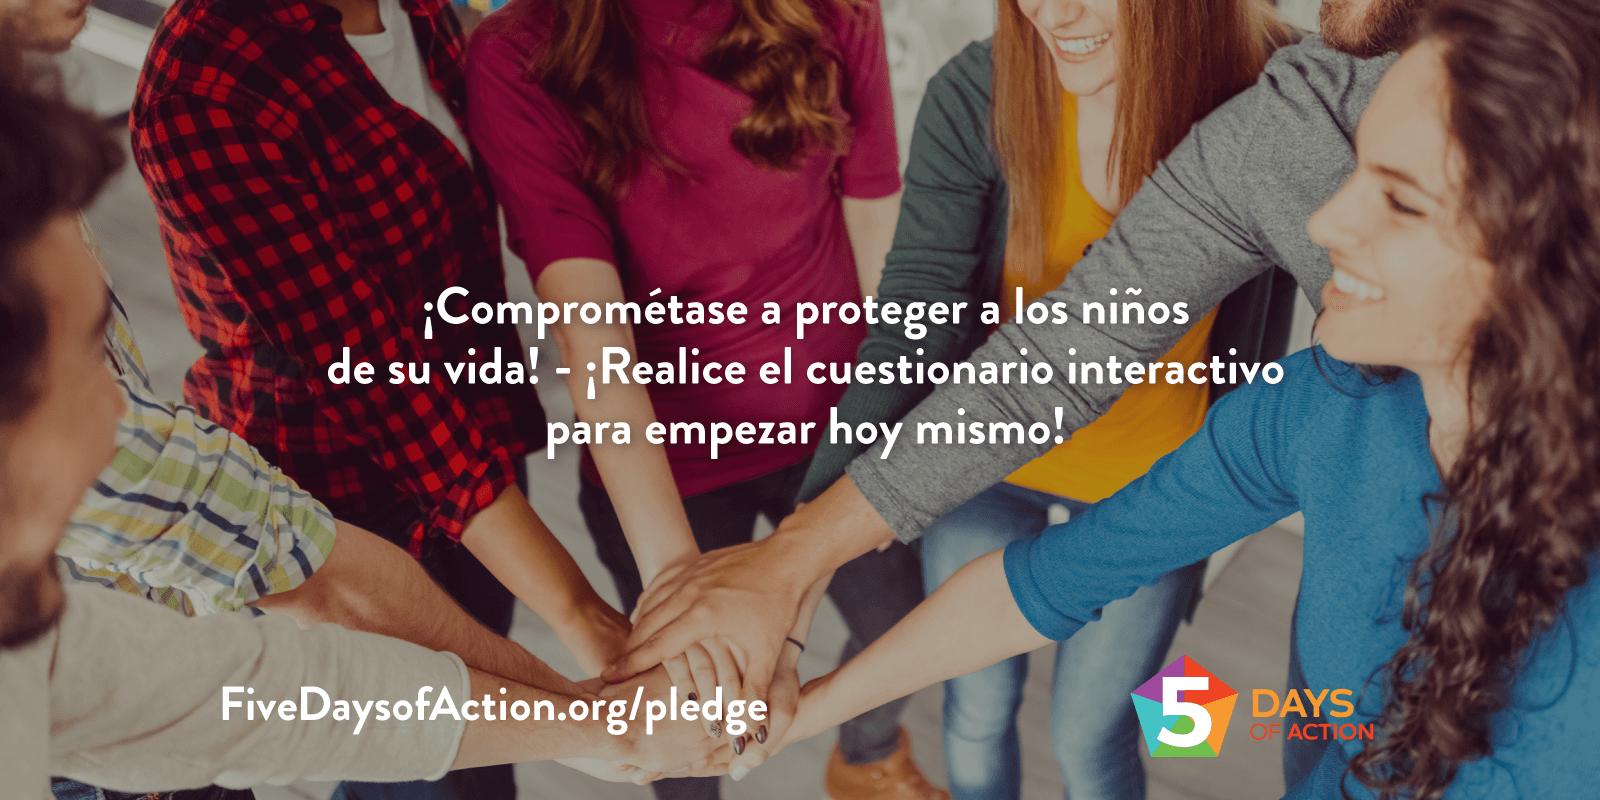 ¡Comprométase a proteger a los niños
de su vida! - ¡Realice el cuestionario interactivo
para empezar hoy mismo!
FiveDaysofAction.org/pledge
5 DAYS
OF ACTION